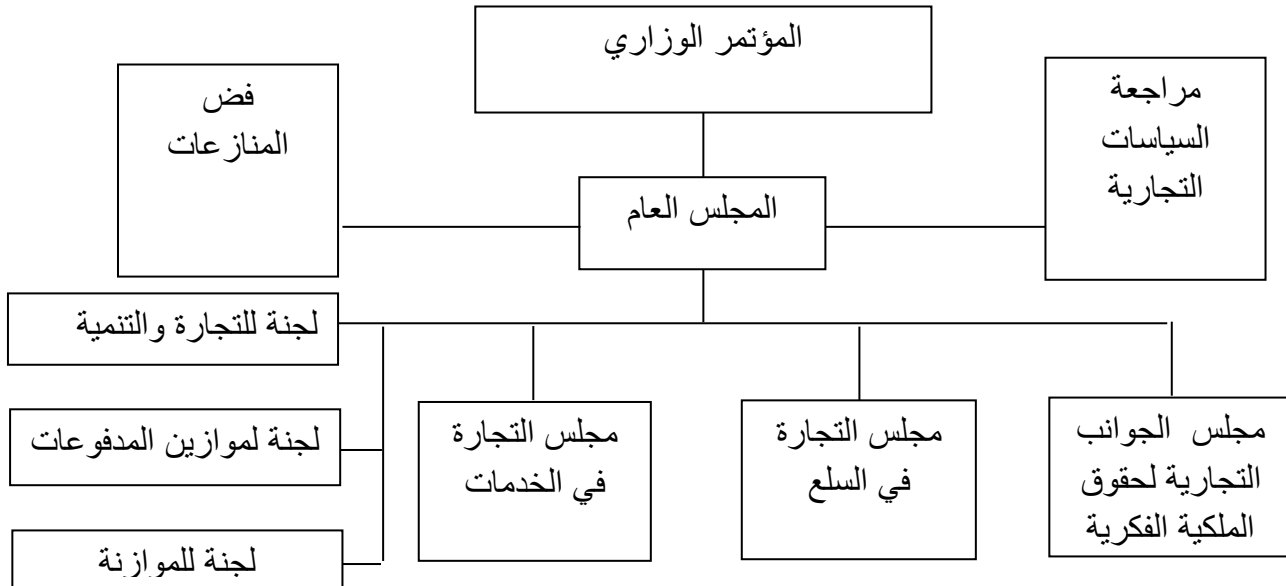 المؤتمر الوزاري
مراجعة
السياسات
التجارية
فض
المنازعات
المجلس العام
لجنة للتجارة والتنمية
لجنة لموازين المدفوعات
لجنة للموازنة
مجلس الجوانب
التجارية لحقوق
الملكية الفكرية
مجلس التجارة
في السلع
مجلس التجارة
في الخدمات